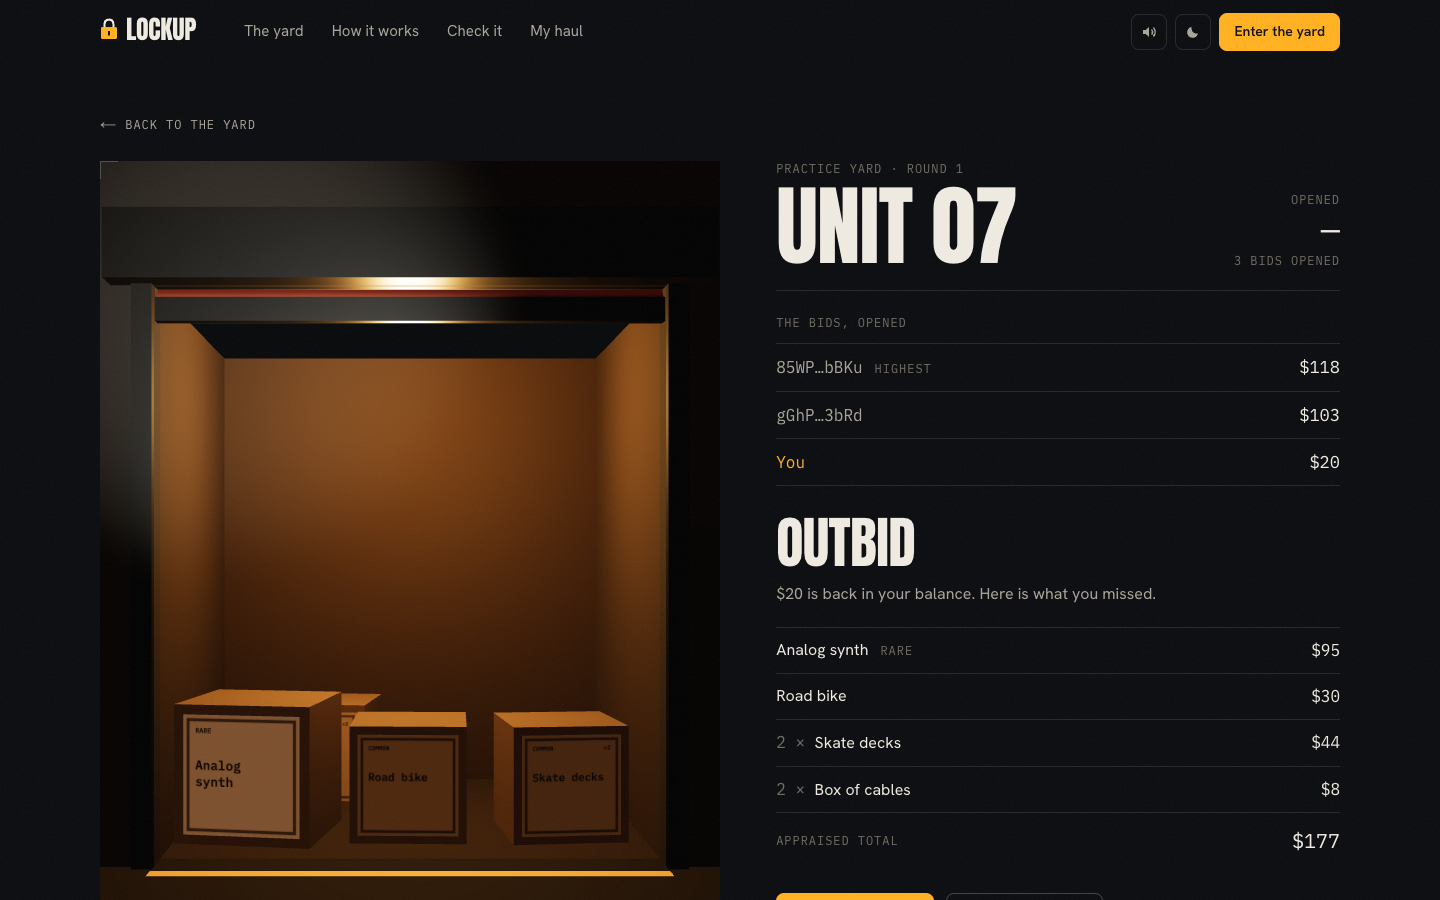 LOCKUP
The yard
How it works
Check it
My haul
Enter the yard
← BACK TO THE YARD
PRACTICE YARD · ROUND 1
UNIT 07
OPENED
—
3 BIDS OPENED
THE BIDS, OPENED
85WP…bBKu HIGHEST $118
gGhP…3bRd $103
You $20
OUTBID
$20 is back in your balance. Here is what you missed.
Analog synth RARE $95
Road bike $30
2 × Skate decks $44
2 × Box of cables $8
APPRAISED TOTAL $177
RARE
Analog
synth
COMMON
Road bike
COMMON ×2
Skate decks